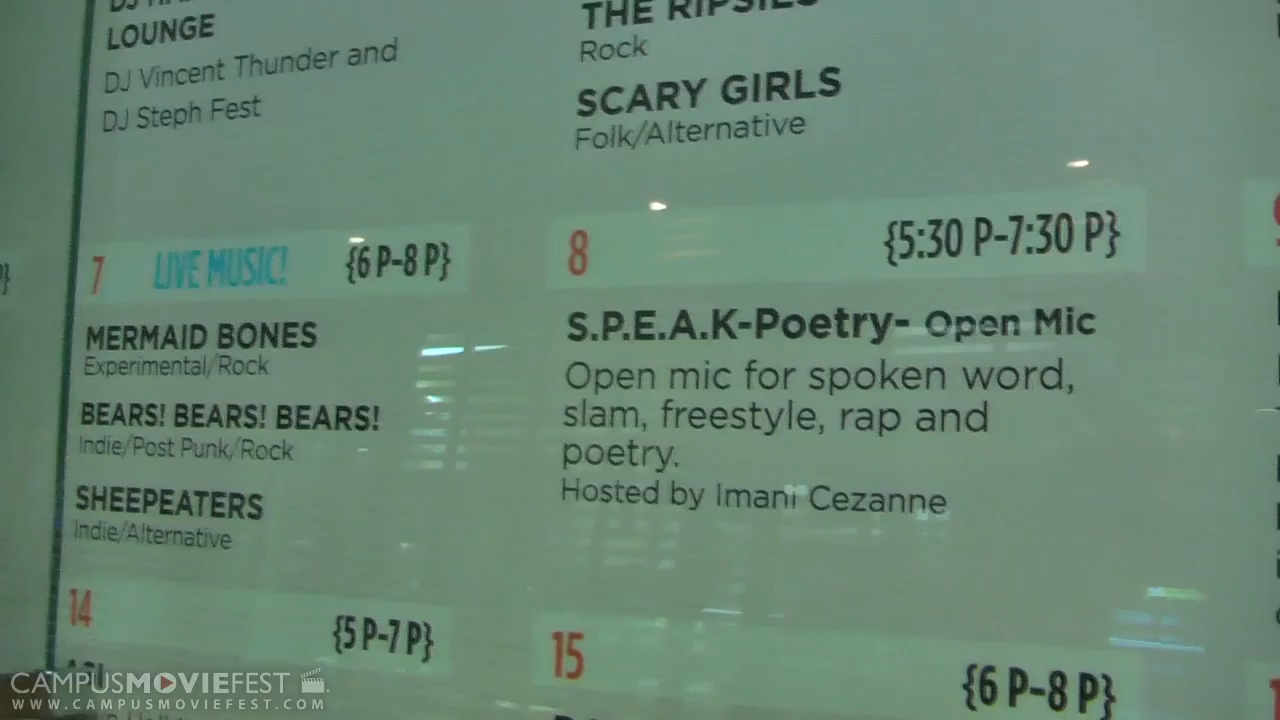 LOUNGE
DJ Vincent Thunder and
DJ Steph Fest
THE RIPSIES
Rock
SCARY GIRLS
Folk/Alternative
7 LIVE MUSIC! {6 P-8 P}
MERMAID BONES
Experimental/Rock
BEARS! BEARS! BEARS!
Indie/Post Punk/Rock
SHEEPEATERS
Indie/Alternative
8 {5:30 P-7:30 P}
S.P.E.A.K-Poetry- Open Mic
Open mic for spoken word,
slam, freestyle, rap and
poetry.
Hosted by Imani Cezanne
14 {5 P-7 P}
15 {6 P-8 P}
CAMPUSMOVIEFEST
WWW.CAMPUSMOVIEFEST.COM